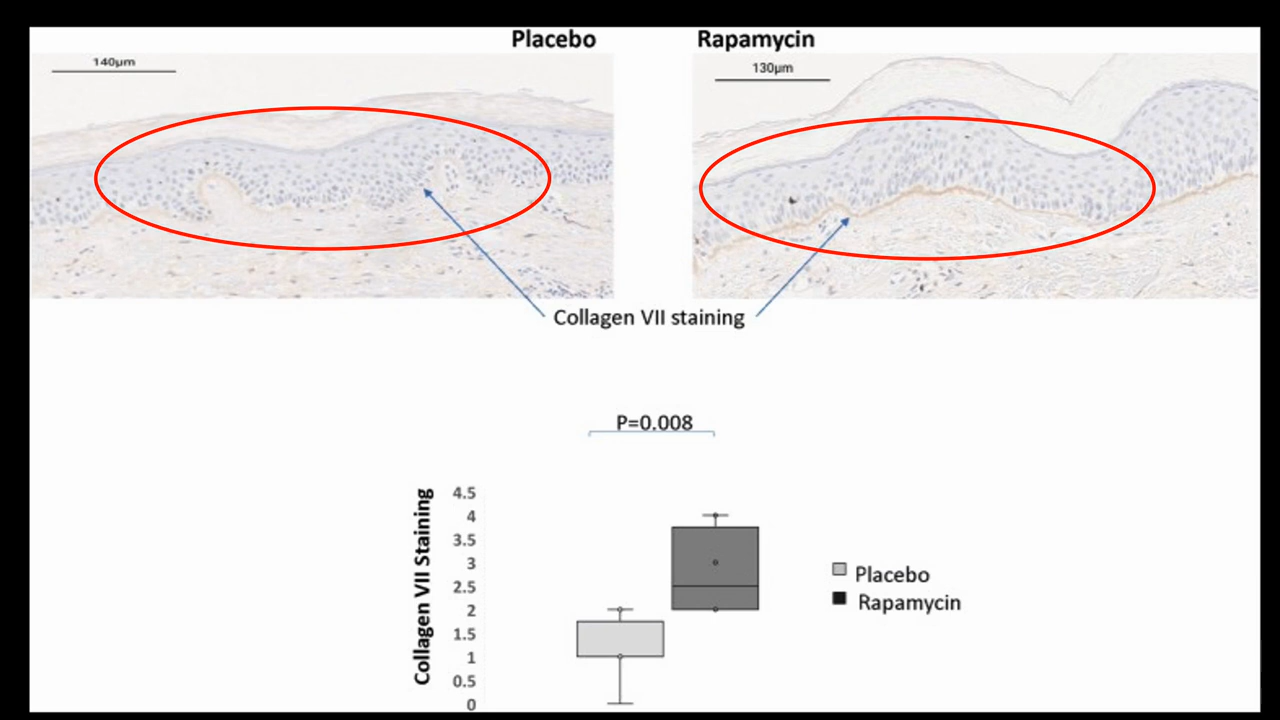 Placebo
Rapamycin
140µm
130µm
Collagen VII staining
P=0.008
Collagen VII Staining
4.5
4
3.5
3
2.5
2
1.5
1
0.5
0
Placebo
Rapamycin